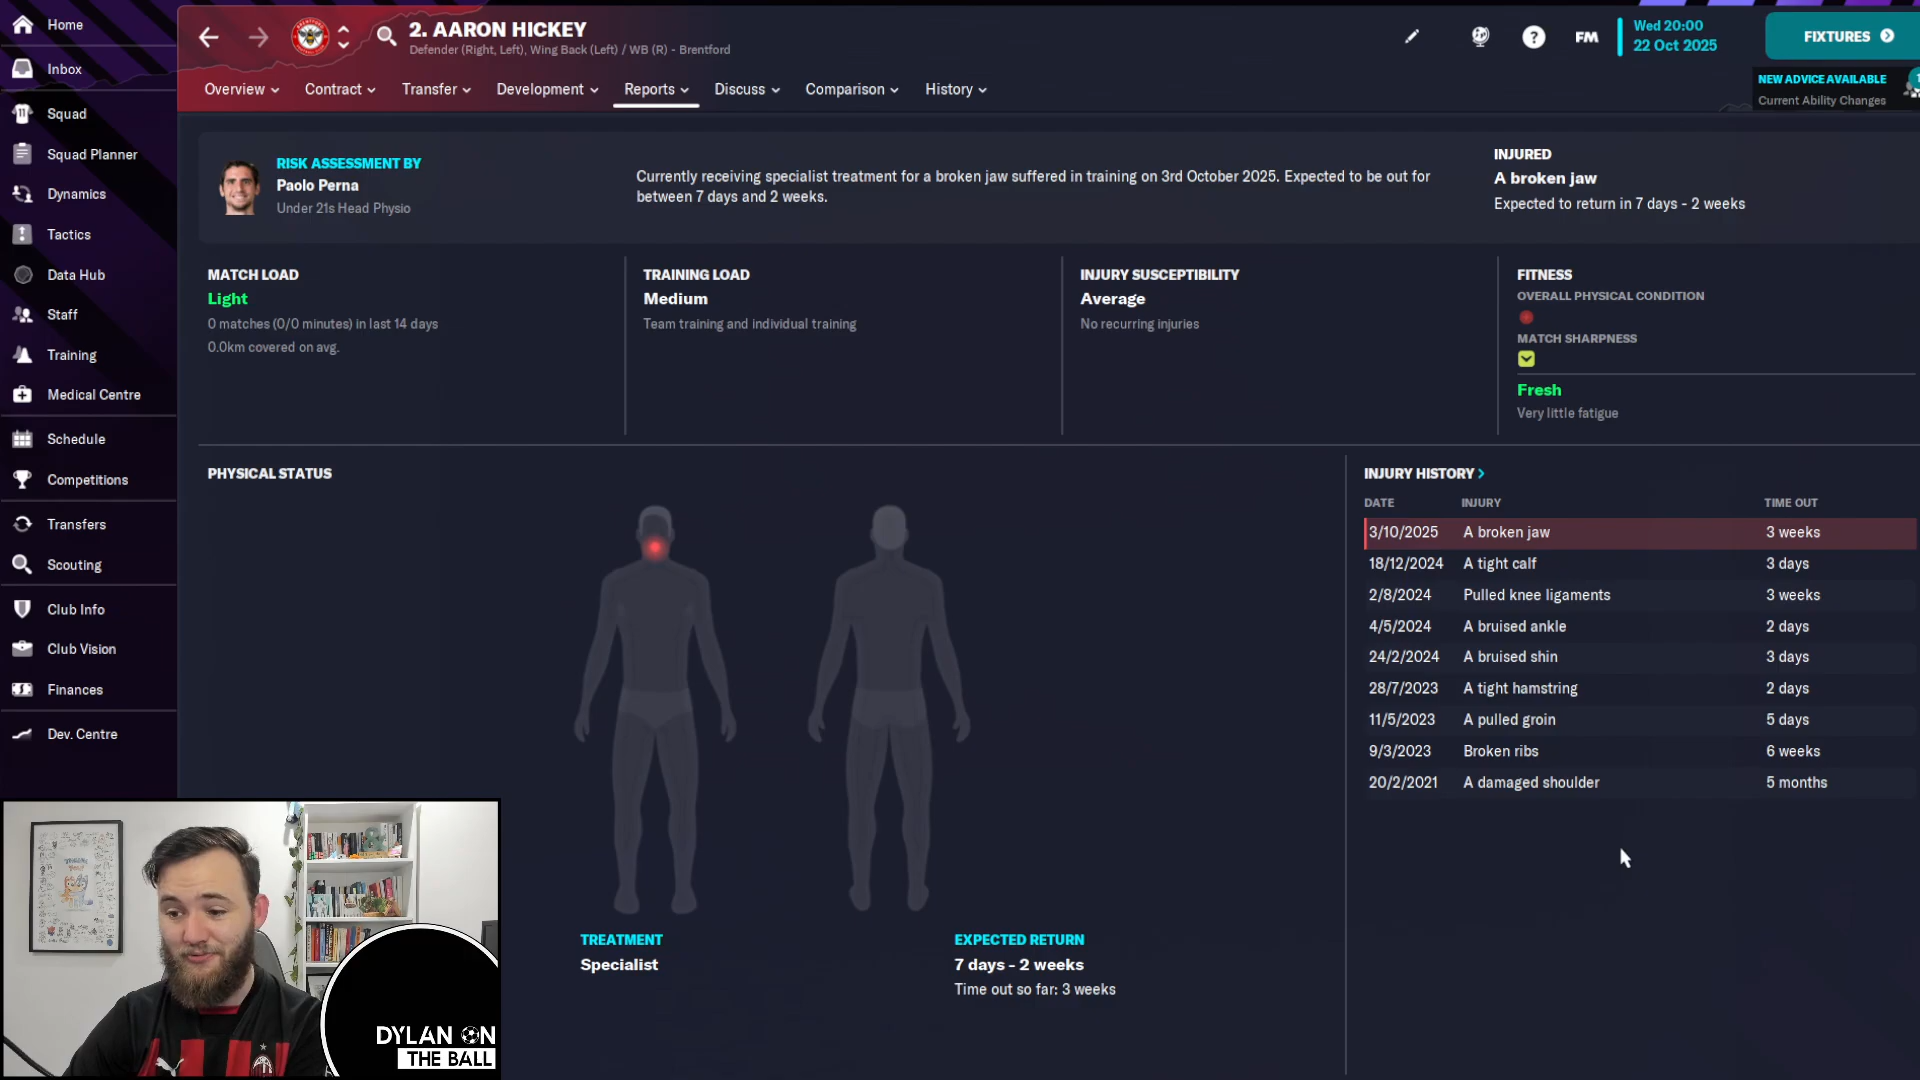 Home
Inbox
Squad
Squad Planner
Dynamics
Tactics
Data Hub
Staff
Training
Medical Centre
Schedule
Competitions
Transfers
Scouting
Club Info
Club Vision
Finances
Dev. Centre
2. AARON HICKEY
Defender (Right, Left), Wing Back (Left) / WB (R) - Brentford
FM
Wed 20:00
22 Oct 2025
FIXTURES
NEW ADVICE AVAILABLE
Current Ability Changes
Overview Contract Transfer Development Reports Discuss Comparison History
RISK ASSESSMENT BY
Paolo Perna
Under 21s Head Physio
Currently receiving specialist treatment for a broken jaw suffered in training on 3rd October 2025. Expected to be out for
between 7 days and 2 weeks.
INJURED
A broken jaw
Expected to return in 7 days - 2 weeks
MATCH LOAD
Light
0 matches (0/0 minutes) in last 14 days
0.0km covered on avg.
TRAINING LOAD
Medium
Team training and individual training
INJURY SUSCEPTIBILITY
Average
No recurring injuries
FITNESS
OVERALL PHYSICAL CONDITION
MATCH SHARPNESS
Fresh
Very little fatigue
PHYSICAL STATUS
TREATMENT
Specialist
EXPECTED RETURN
7 days - 2 weeks
Time out so far: 3 weeks
INJURY HISTORY
DATE INJURY TIME OUT
3/10/2025 A broken jaw 3 weeks
18/12/2024 A tight calf 3 days
2/8/2024 Pulled knee ligaments 3 weeks
4/5/2024 A bruised ankle 2 days
24/2/2024 A bruised shin 3 days
28/7/2023 A tight hamstring 2 days
11/5/2023 A pulled groin 5 days
9/3/2023 Broken ribs 6 weeks
20/2/2021 A damaged shoulder 5 months
DYLAN ON
THE BALL